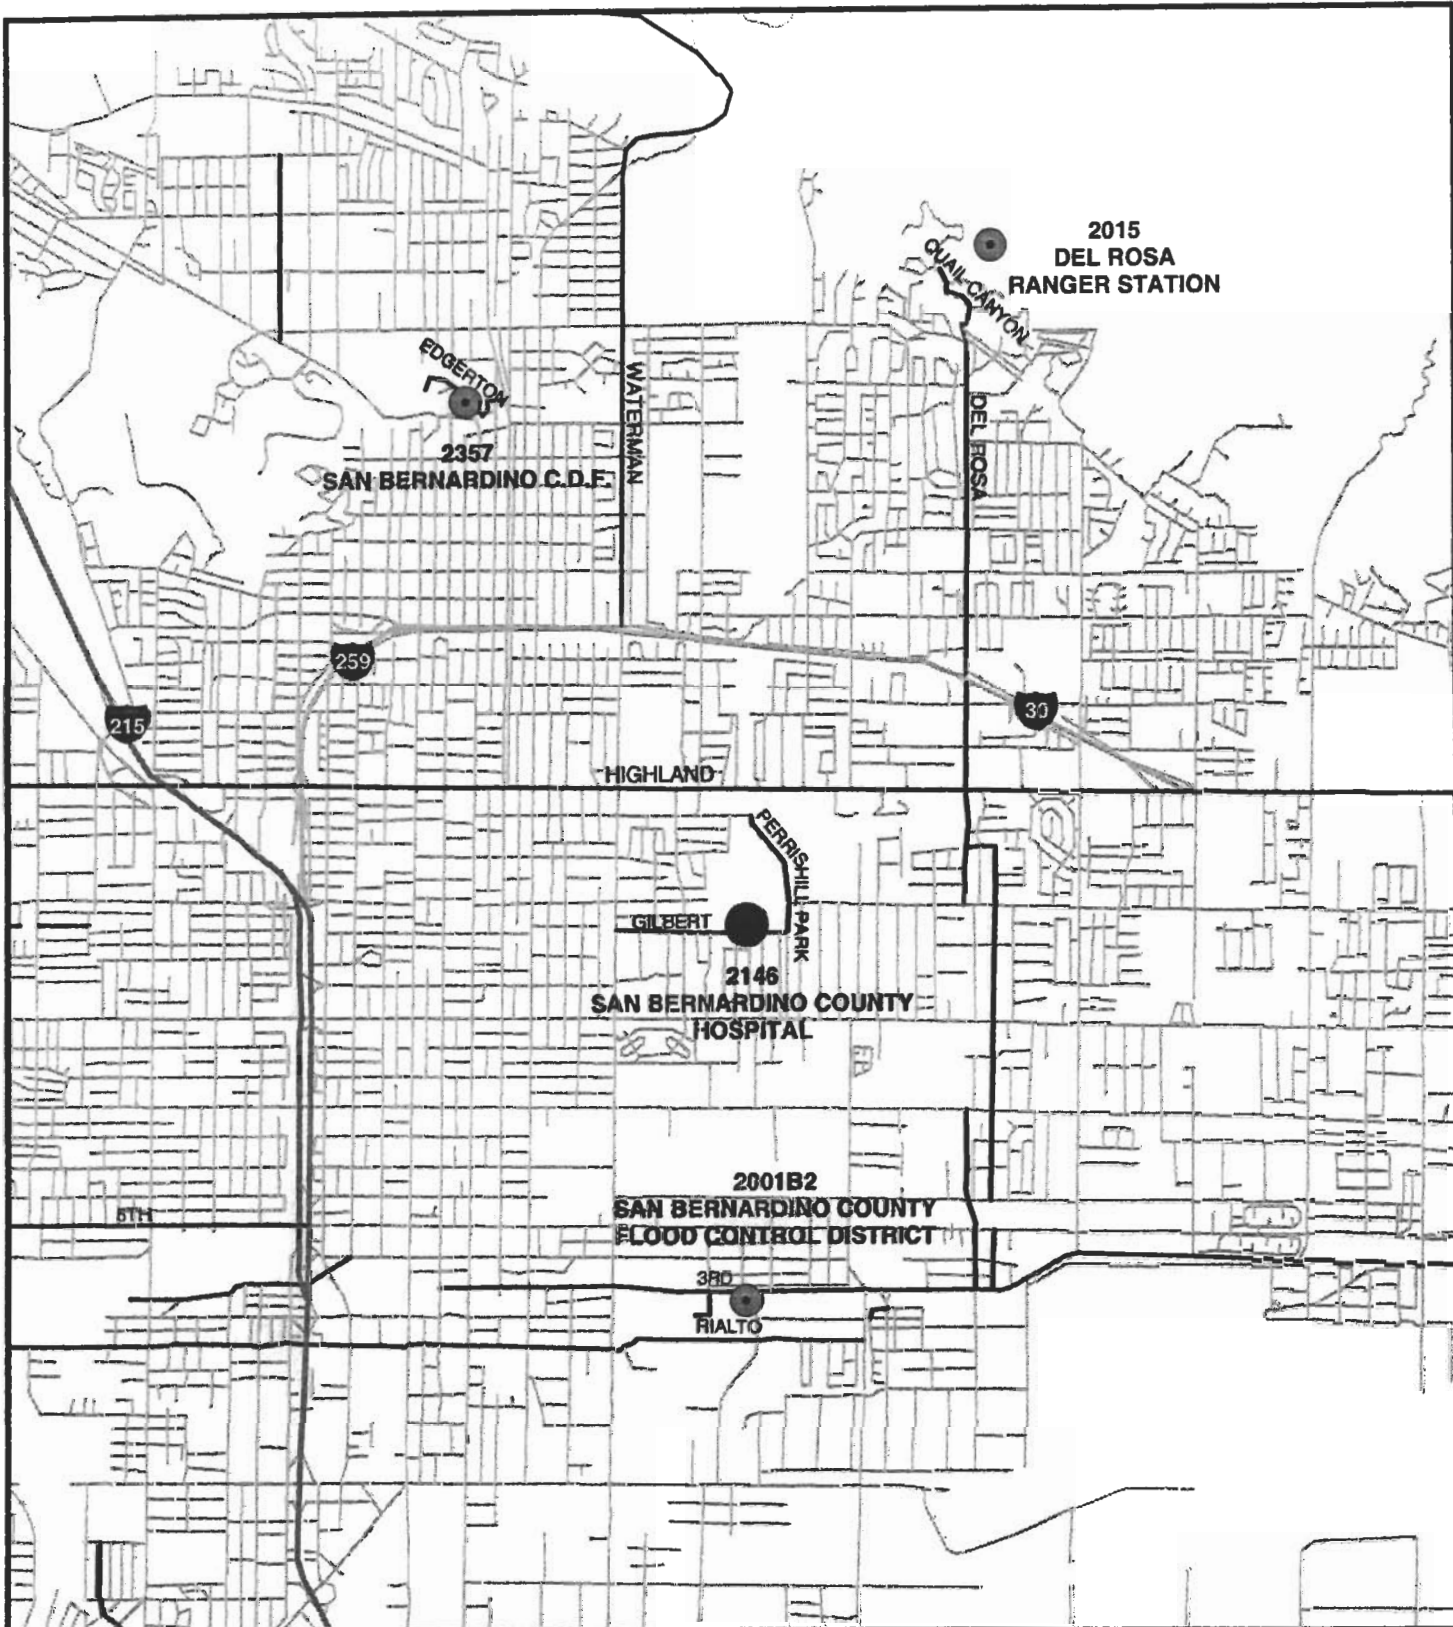 2015
DEL ROSA
RANGER STATION
QUAIL CANYON
EDGERTON
WATERMAN
DEL ROSA
2357
SAN BERNARDINO C.D.F.
259
215
30
HIGHLAND
PERRIS HILL PARK
GILBERT
2146
SAN BERNARDINO COUNTY
HOSPITAL
2001B2
SAN BERNARDINO COUNTY
FLOOD CONTROL DISTRICT
5TH
3RD
RIALTO